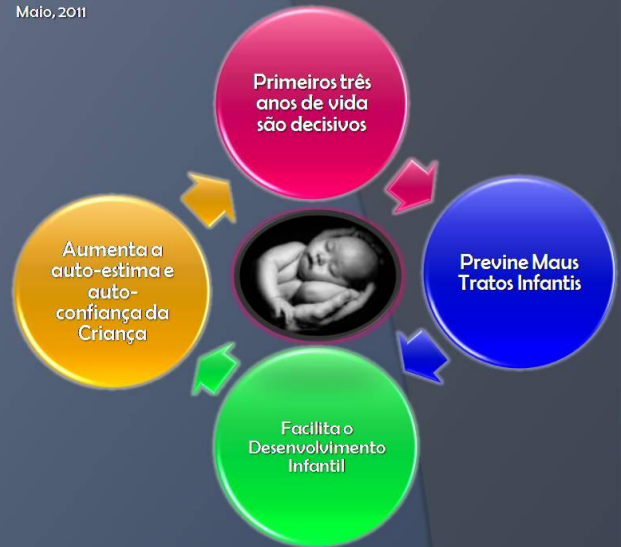 Maio, 2011
Primeiros três
anos de vida
são decisivos
Previne Maus
Tratos Infantis
Facilita o
Desenvolvimento
Infantil
Aumenta a
auto-estima e
auto-
confiança da
Criança